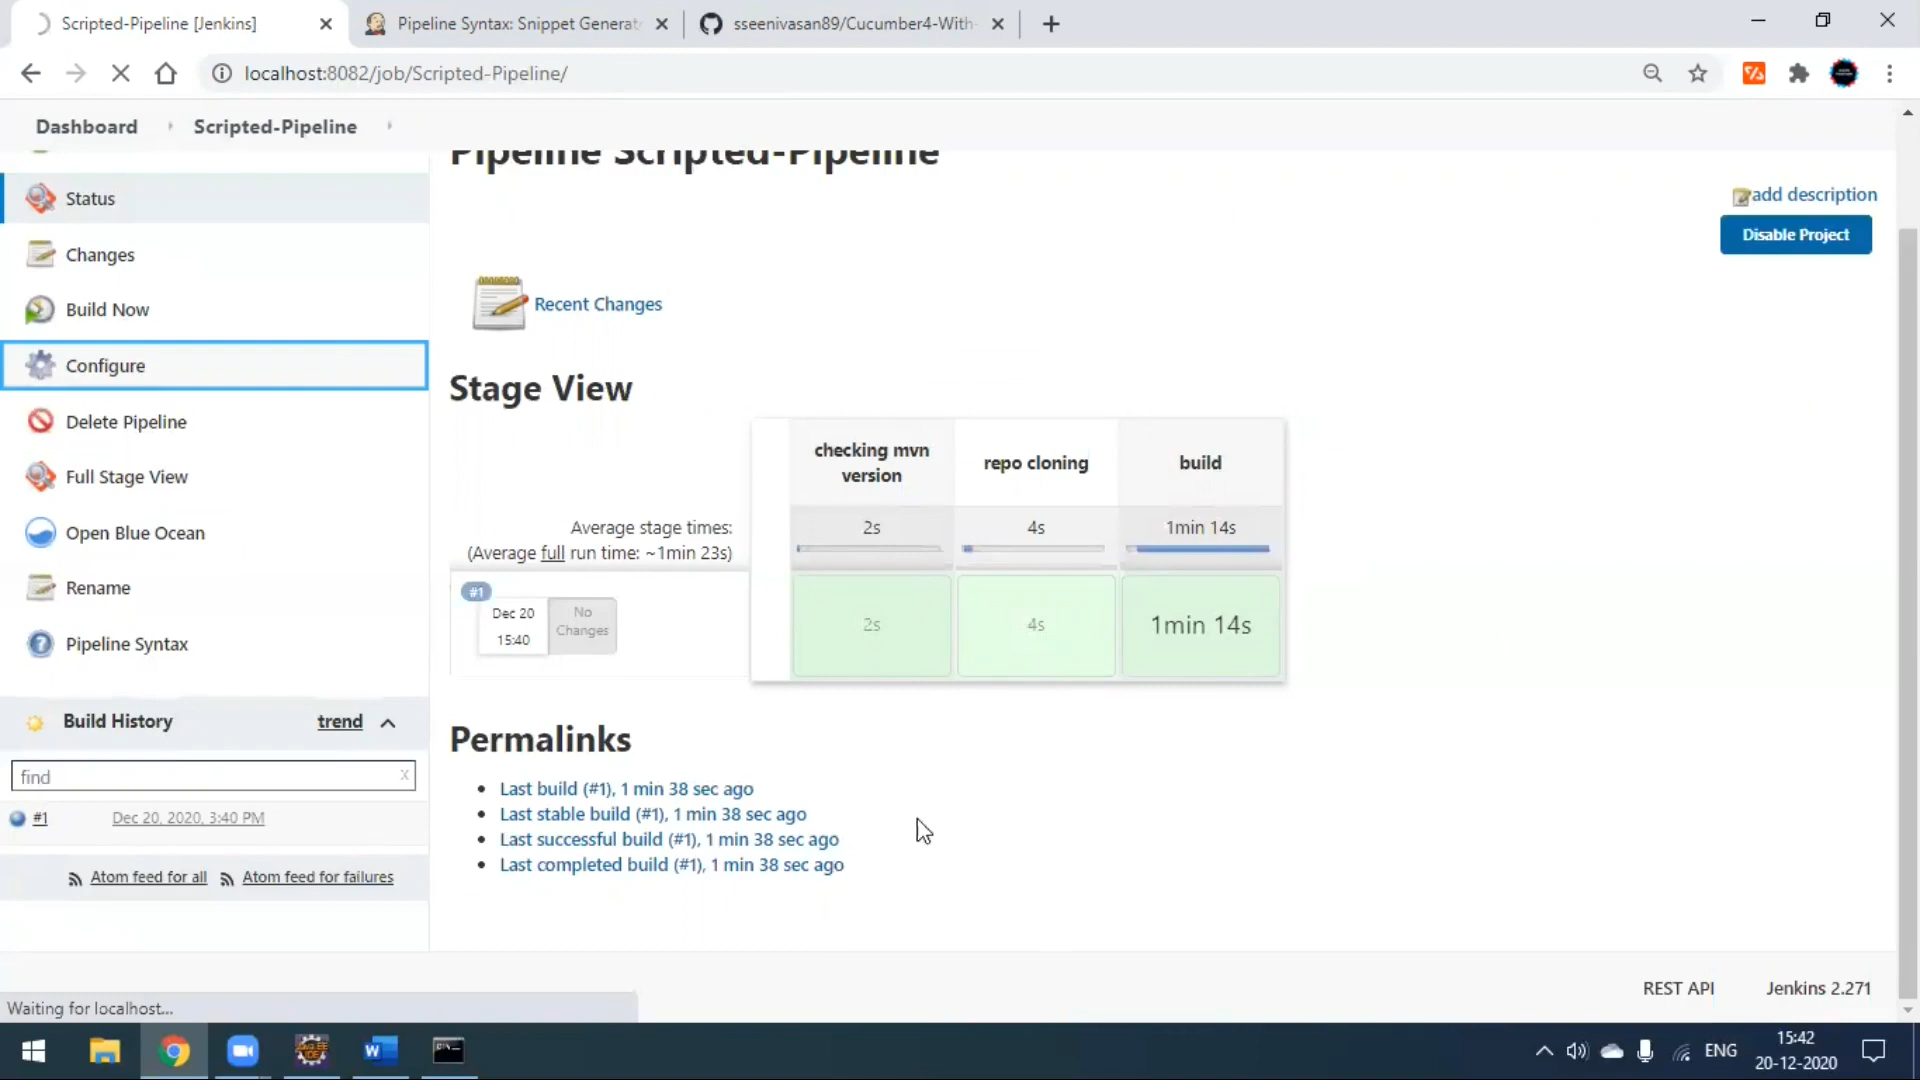 Scripted-Pipeline [Jenkins]
Pipeline Syntax: Snippet Generat
sseenivasan89/Cucumber4-With-
localhost:8082/job/Scripted-Pipeline/
Dashboard
Scripted-Pipeline
Pipeline Scripted-Pipeline
Status
add description
Disable Project
Changes
Build Now
Recent Changes
Configure
Stage View
Delete Pipeline
Full Stage View
Open Blue Ocean
Rename
Pipeline Syntax
checking mvn
version
repo cloning
build
Average stage times:
(Average full run time: ~1min 23s)
2s
4s
1min 14s
#1
Dec 20
15:40
No
Changes
2s
4s
1min 14s
Build History
trend
find
x
#1
Dec 20, 2020, 3:40 PM
Atom feed for all
Atom feed for failures
Permalinks
Last build (#1), 1 min 38 sec ago
Last stable build (#1), 1 min 38 sec ago
Last successful build (#1), 1 min 38 sec ago
Last completed build (#1), 1 min 38 sec ago
REST API
Jenkins 2.271
Waiting for localhost...
ENG
15:42
20-12-2020